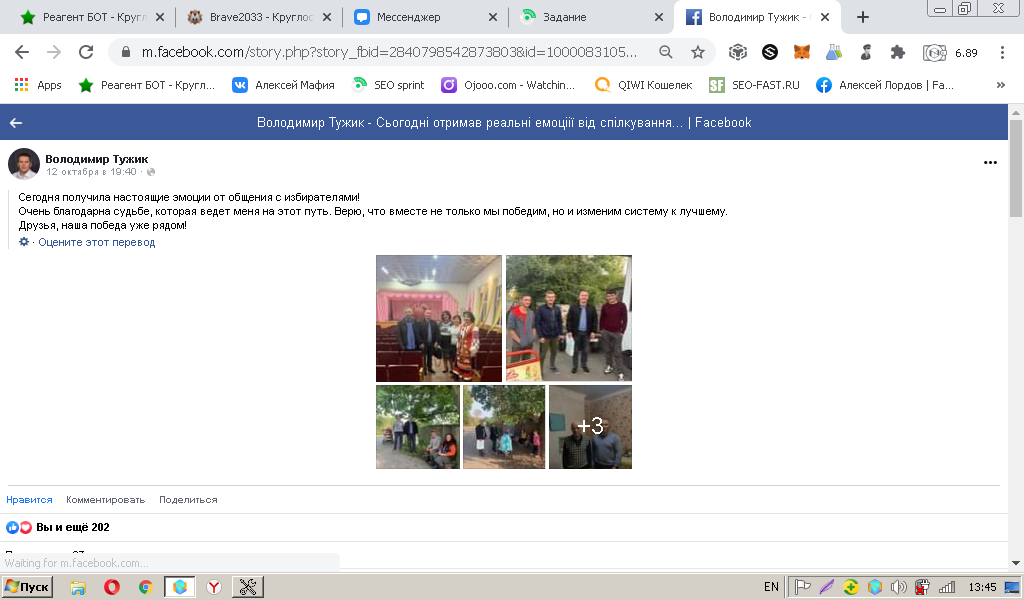 Реагент БОТ - Кругл
Brave2033 - Круглос
Мессенджер
Задание
Володимир Тужик -
m.facebook.com/story.php?story_fbid=2840798542873803&id=1000083105...
6.89
Apps
Реагент БОТ - Кругл...
Алексей Мафия
SEO sprint
Ojooo.com - Watchin...
QIWI Кошелек
SF SEO-FAST.RU
Алексей Лордов | Fa...
»
Володимир Тужик - Сьогодні отримав реальні емоціїї від спілкування... | Facebook
Володимир Тужик
12 октября в 19:40 ·
Сегодня получила настоящие эмоции от общения с избирателями!
Очень благодарна судьбе, которая ведет меня на этот путь. Верю, что вместе не только мы победим, но и изменим систему к лучшему.
Друзья, наша победа уже рядом!
· Оцените этот перевод
+3
Нравится Комментировать Поделиться
Вы и ещё 202
Waiting for m.facebook.com...
Пуск
EN
13:45